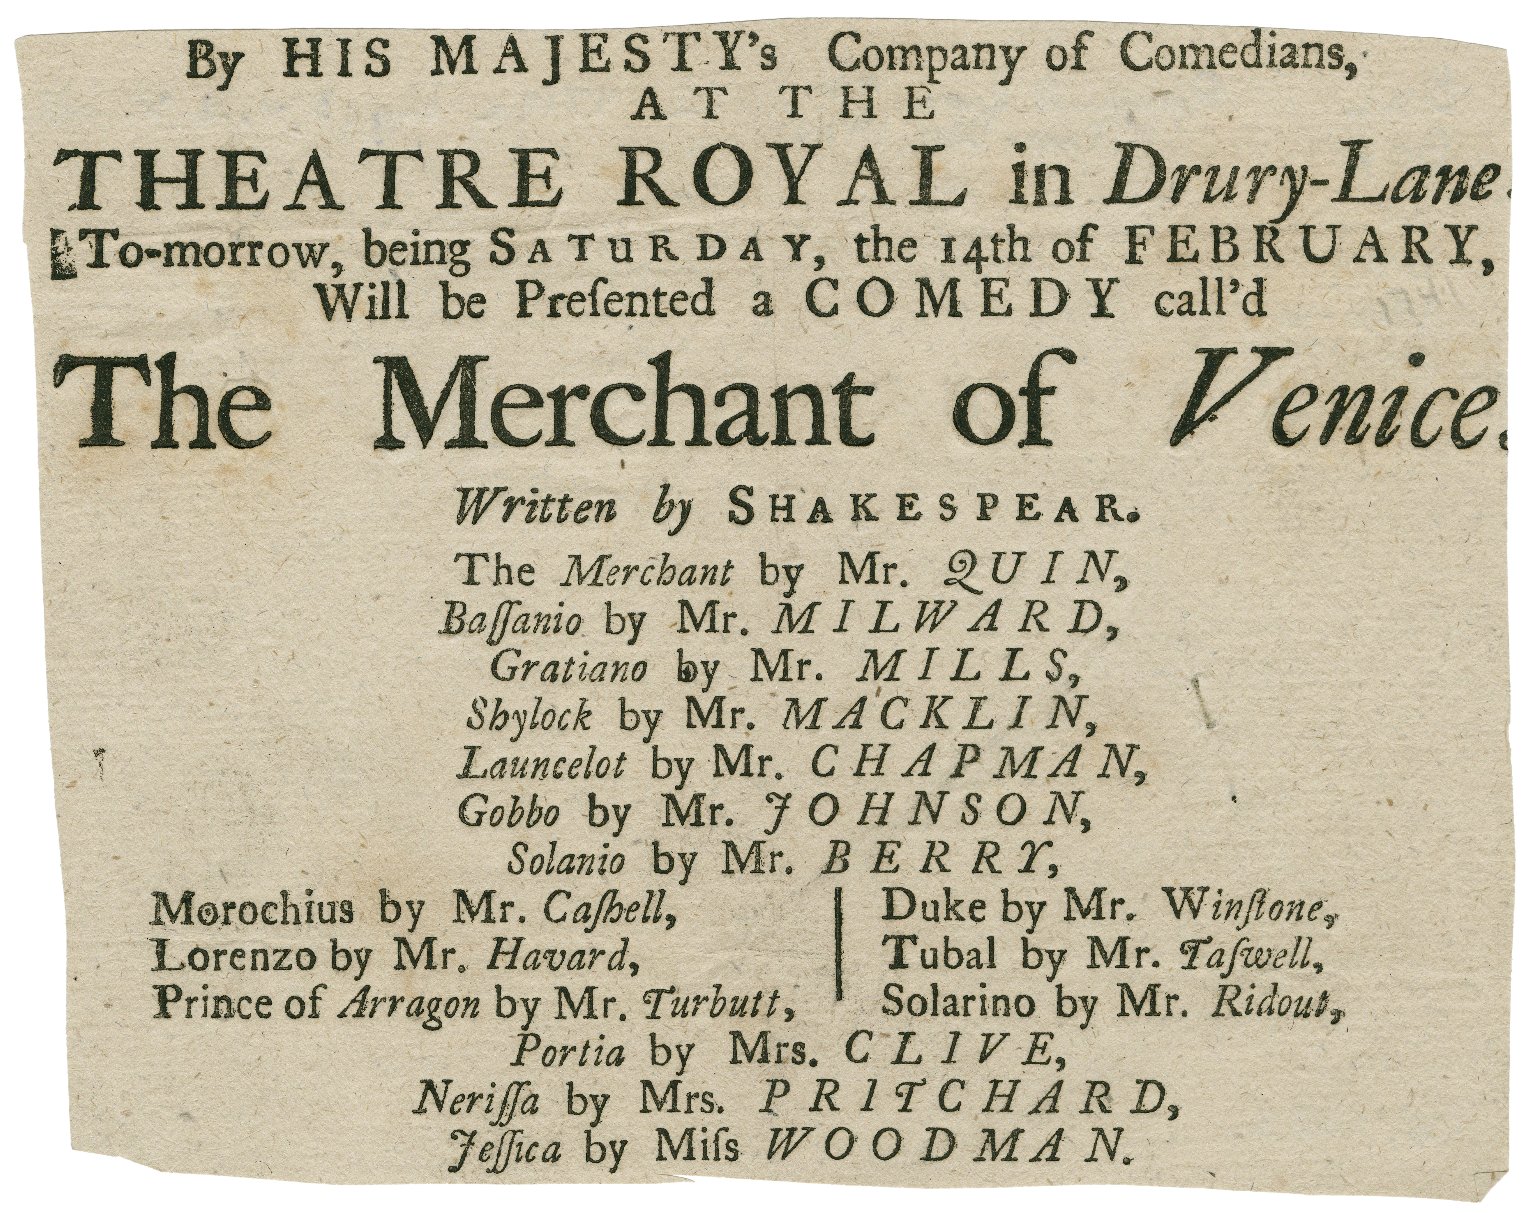 By HIS MAJESTY's Company of Comedians,
AT THE
THEATRE ROYAL in Drury-Lane.
To-morrow, being SATuRDAY, the 14th of FEBRUARY,
Will be Preſented a COMEDY call'd
The Merchant of Venice.
Written by SHAKESPEAR.
The Merchant by Mr. QUIN,
Baſſanio by Mr. MILWARD,
Gratiano by Mr. MILLS,
Shylock by Mr. MACKLIN,
Launcelot by Mr. CHAPMAN,
Gobbo by Mr. JOHNSON,
Solanio by Mr. BERRY,
Morochius by Mr. Caſhell,
Lorenzo by Mr. Havard,
Prince of Arragon by Mr. Turbutt,
Duke by Mr. Winſtone,
Tubal by Mr. Taſwell,
Solarino by Mr. Ridout,
Portia by Mrs. CLIVE,
Neriſſa by Mrs. PRITCHARD,
Jeſſica by Miſs WOODMAN.